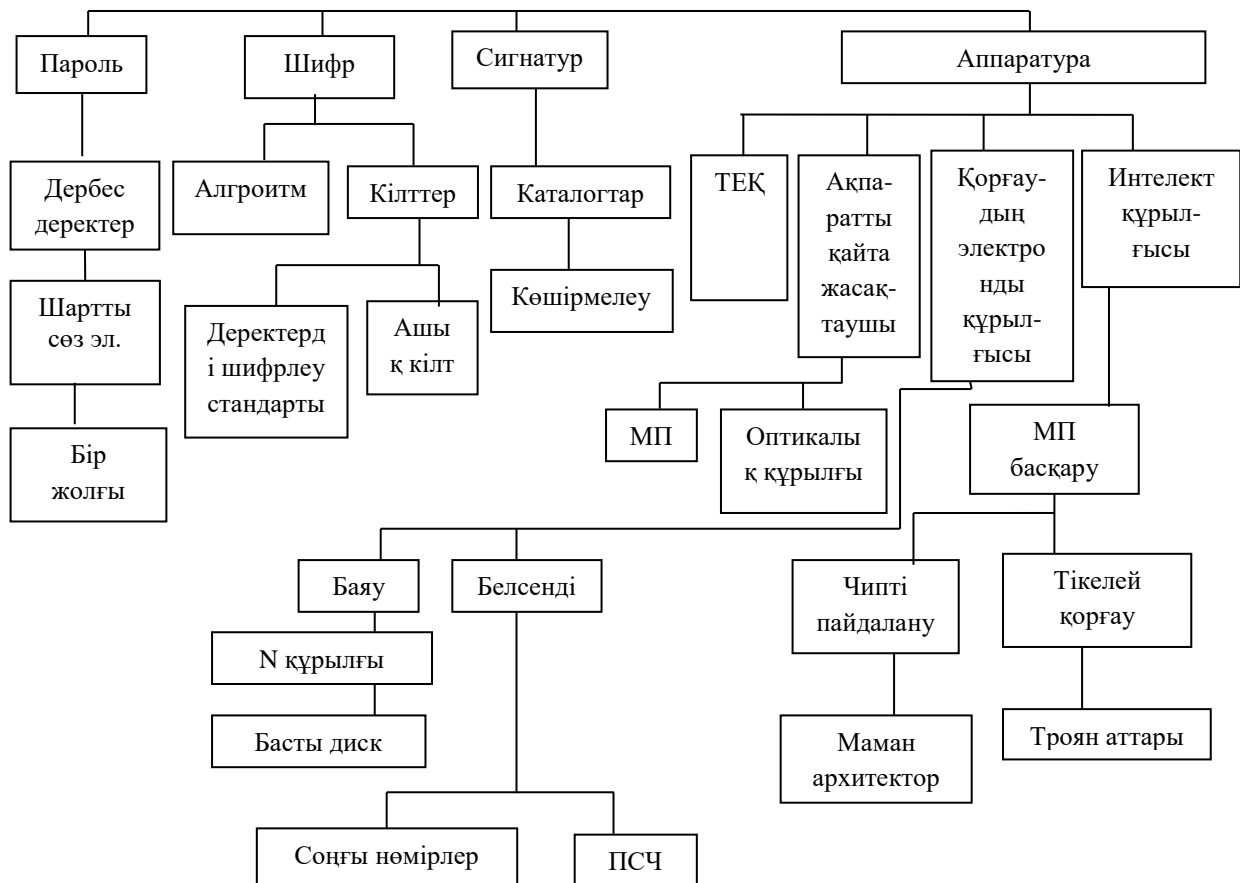 Пароль
Шифр
Сигнатур
Аппаратура
Дербес
деректер
Алгроитм
Кілттер
Каталогтар
ТЕҚ
Ақпа-
ратты
қайта
жасақ-
таушы
Қорғау-
дың
электро
нды
құрыл-
ғысы
Интелект
құрыл-
ғысы
Шартты
сөз эл.
Деректерд
і шифрлеу
стандарты
Ашы
қ кілт
Көшірмелеу
Бір
жолғы
МП
Оптикалы
қ құрылғы
МП
басқару
Баяу
Белсенді
Чипті
пайдалану
Тікелей
қорғау
N құрылғы
Басты диск
Маман
архитектор
Троян аттары
Соңғы нөмірлер
ПСЧ